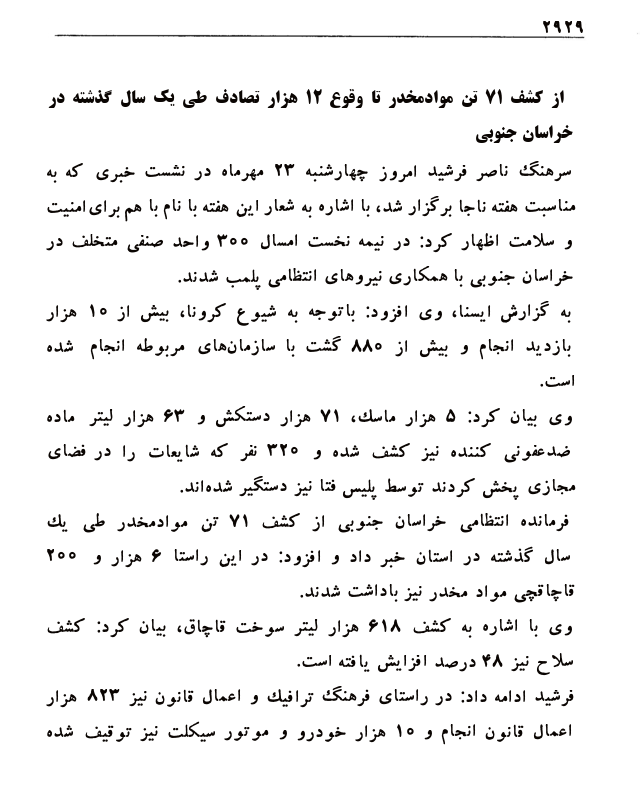 ۲۹۲۹
از کشف ۷۱ تن موادمخدر تا وقوع ۱۲ هزار تصادف طی یک سال گذشته در
خراسان جنوبی
سرهنگ ناصر فرشید امروز چهارشنبه ۲۳ مهرماه در نشست خبری که به
مناسبت هفته ناجا برگزار شد، با اشاره به شعار این هفته با نام با هم برای امنیت
و سلامت اظهار کرد: در نیمه نخست امسال ۳۰۰ واحد صنفی متخلف در
خراسان جنوبی با همکاری نیروهای انتظامی پلمب شدند.
به گزارش ایسنا، وی افزود: باتوجه به شیوع کرونا، بیش از ۱۰ هزار
بازدید انجام و بیش از ۸۸۰ گشت با سازمان‌های مربوطه انجام شده
است.
وی بیان کرد: ۵ هزار ماسک، ۷۱ هزار دستکش و ۶۳ هزار لیتر ماده
ضدعفونی کننده نیز کشف شده و ۳۲۰ نفر که شایعات را در فضای
مجازی پخش کردند توسط پلیس فتا نیز دستگیر شده‌اند.
فرمانده انتظامی خراسان جنوبی از کشف ۷۱ تن موادمخدر طی یک
سال گذشته در استان خبر داد و افزود: در این راستا ۶ هزار و ۲۰۰
قاچاقچی مواد مخدر نیز باداشت شدند.
وی با اشاره به کشف ۶۱۸ هزار لیتر سوخت قاچاق، بیان کرد: کشف
سلاح نیز ۴۸ درصد افزایش یافته است.
فرشید ادامه داد: در راستای فرهنگ ترافیک و اعمال قانون نیز ۸۲۳ هزار
اعمال قانون انجام و ۱۰ هزار خودرو و موتور سیکلت نیز توقیف شده